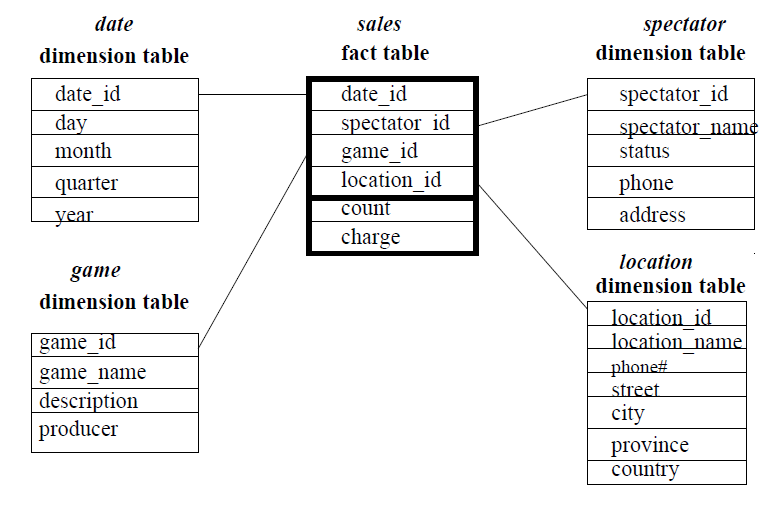 date
dimension table
date_id
day
month
quarter
year
sales
fact table
date_id
spectator_id
game_id
location_id
count
charge
spectator
dimension table
spectator_id
spectator_name
status
phone
address
game
dimension table
game_id
game_name
description
producer
location
dimension table
location_id
location_name
phone#
street
city
province
country